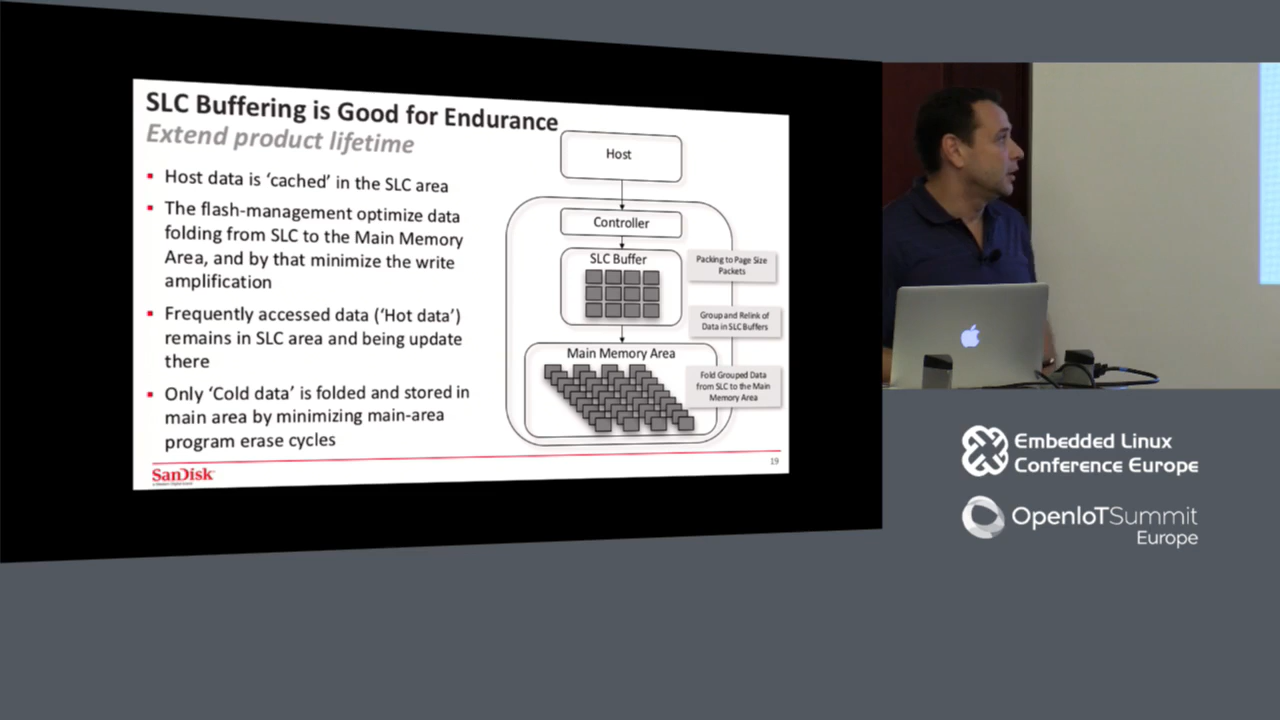 SLC Buffering is Good for Endurance
Extend product lifetime
Host data is ‘cached’ in the SLC area
The flash-management optimize data
folding from SLC to the Main Memory
Area, and by that minimize the write
amplification
Frequently accessed data (‘Hot data’)
remains in SLC area and being update
there
Only ‘Cold data’ is folded and stored in
main area by minimizing main-area
program erase cycles
Host
Controller
SLC Buffer
Packing to Page Size
Packets
Group and Relink of
Data in SLC Buffers
Main Memory Area
Fold Grouped Data
from SLC to the Main
Memory Area
SanDisk
19
Embedded Linux
Conference Europe
OpenIoTSummit
Europe